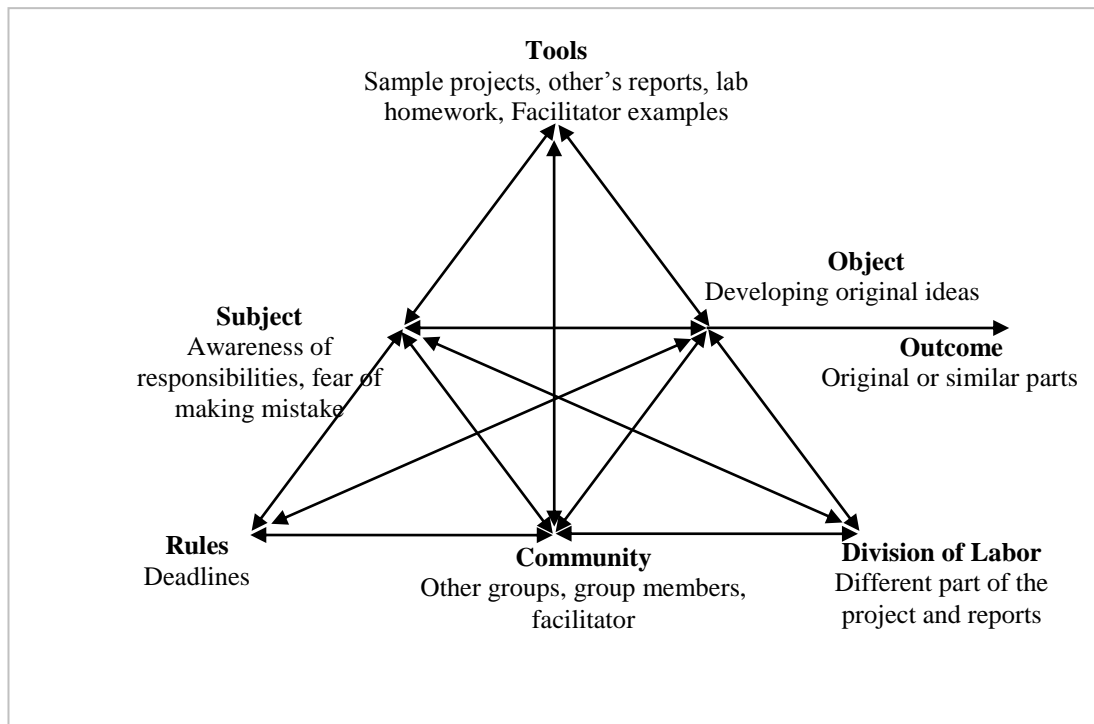 Tools
Sample projects, other’s reports, lab
homework, Facilitator examples
Object
Developing original ideas
Subject
Awareness of
responsibilities, fear of
making mistake
Outcome
Original or similar parts
Rules
Deadlines
Community
Other groups, group members,
facilitator
Division of Labor
Different part of the
project and reports